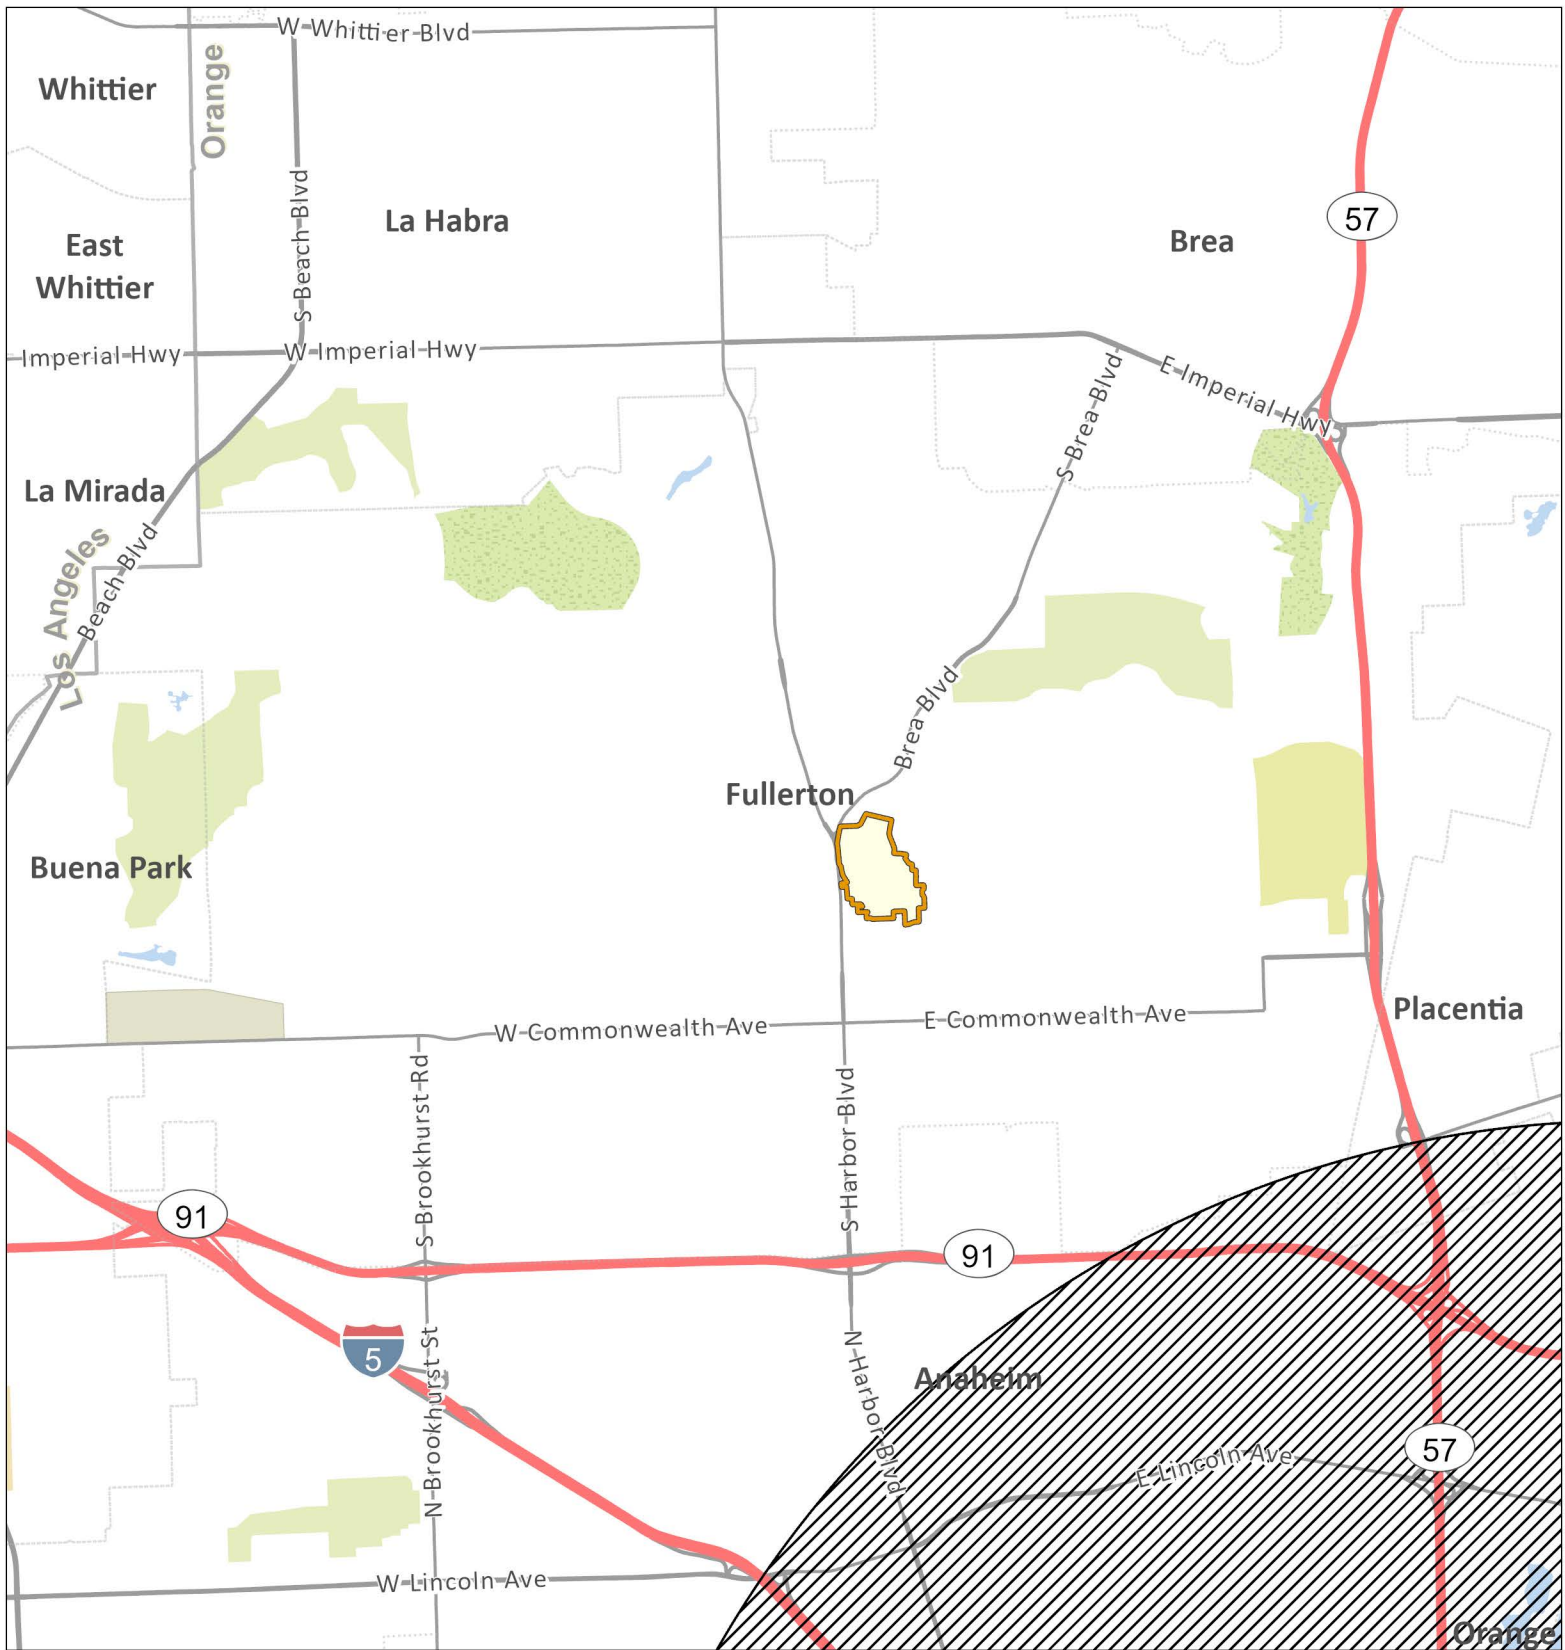 W Whittier Blvd
Whittier
Orange
S Beach Blvd
La Habra
57
Brea
East
Whittier
Imperial Hwy
W Imperial Hwy
E Imperial Hwy
S Brea Blvd
La Mirada
Beach Blvd
Los Angeles
Brea Blvd
Fullerton
Buena Park
Placentia
W Commonwealth Ave
E Commonwealth Ave
S Brookhurst Rd
S Harbor Blvd
91
91
5
N Brookhurst St
N Harbor Blvd
Anaheim
57
E Lincoln Ave
W Lincoln Ave
Orange